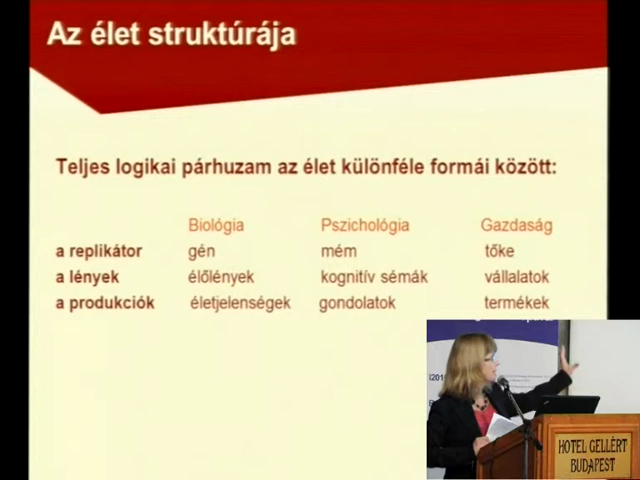 Az élet struktúrája
Teljes logikai párhuzam az élet különféle formái között:
Biológia Pszichológia Gazdaság
a replikátor gén mém tőke
a lények élőlények kognitív sémák vállalatok
a produkciók életjelenségek gondolatok termékek
HOTEL GELLÉRT
BUDAPEST